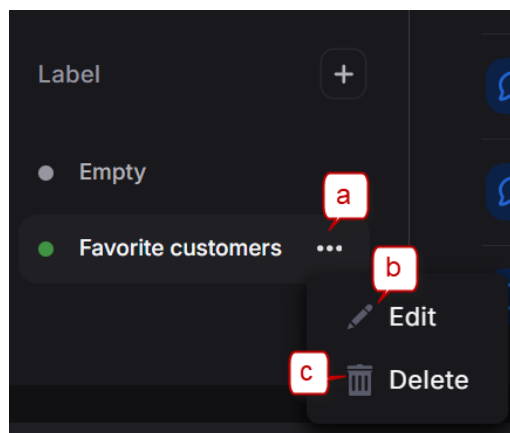 Label
+
Empty
a
Favorite customers ...
b
Edit
c
Delete